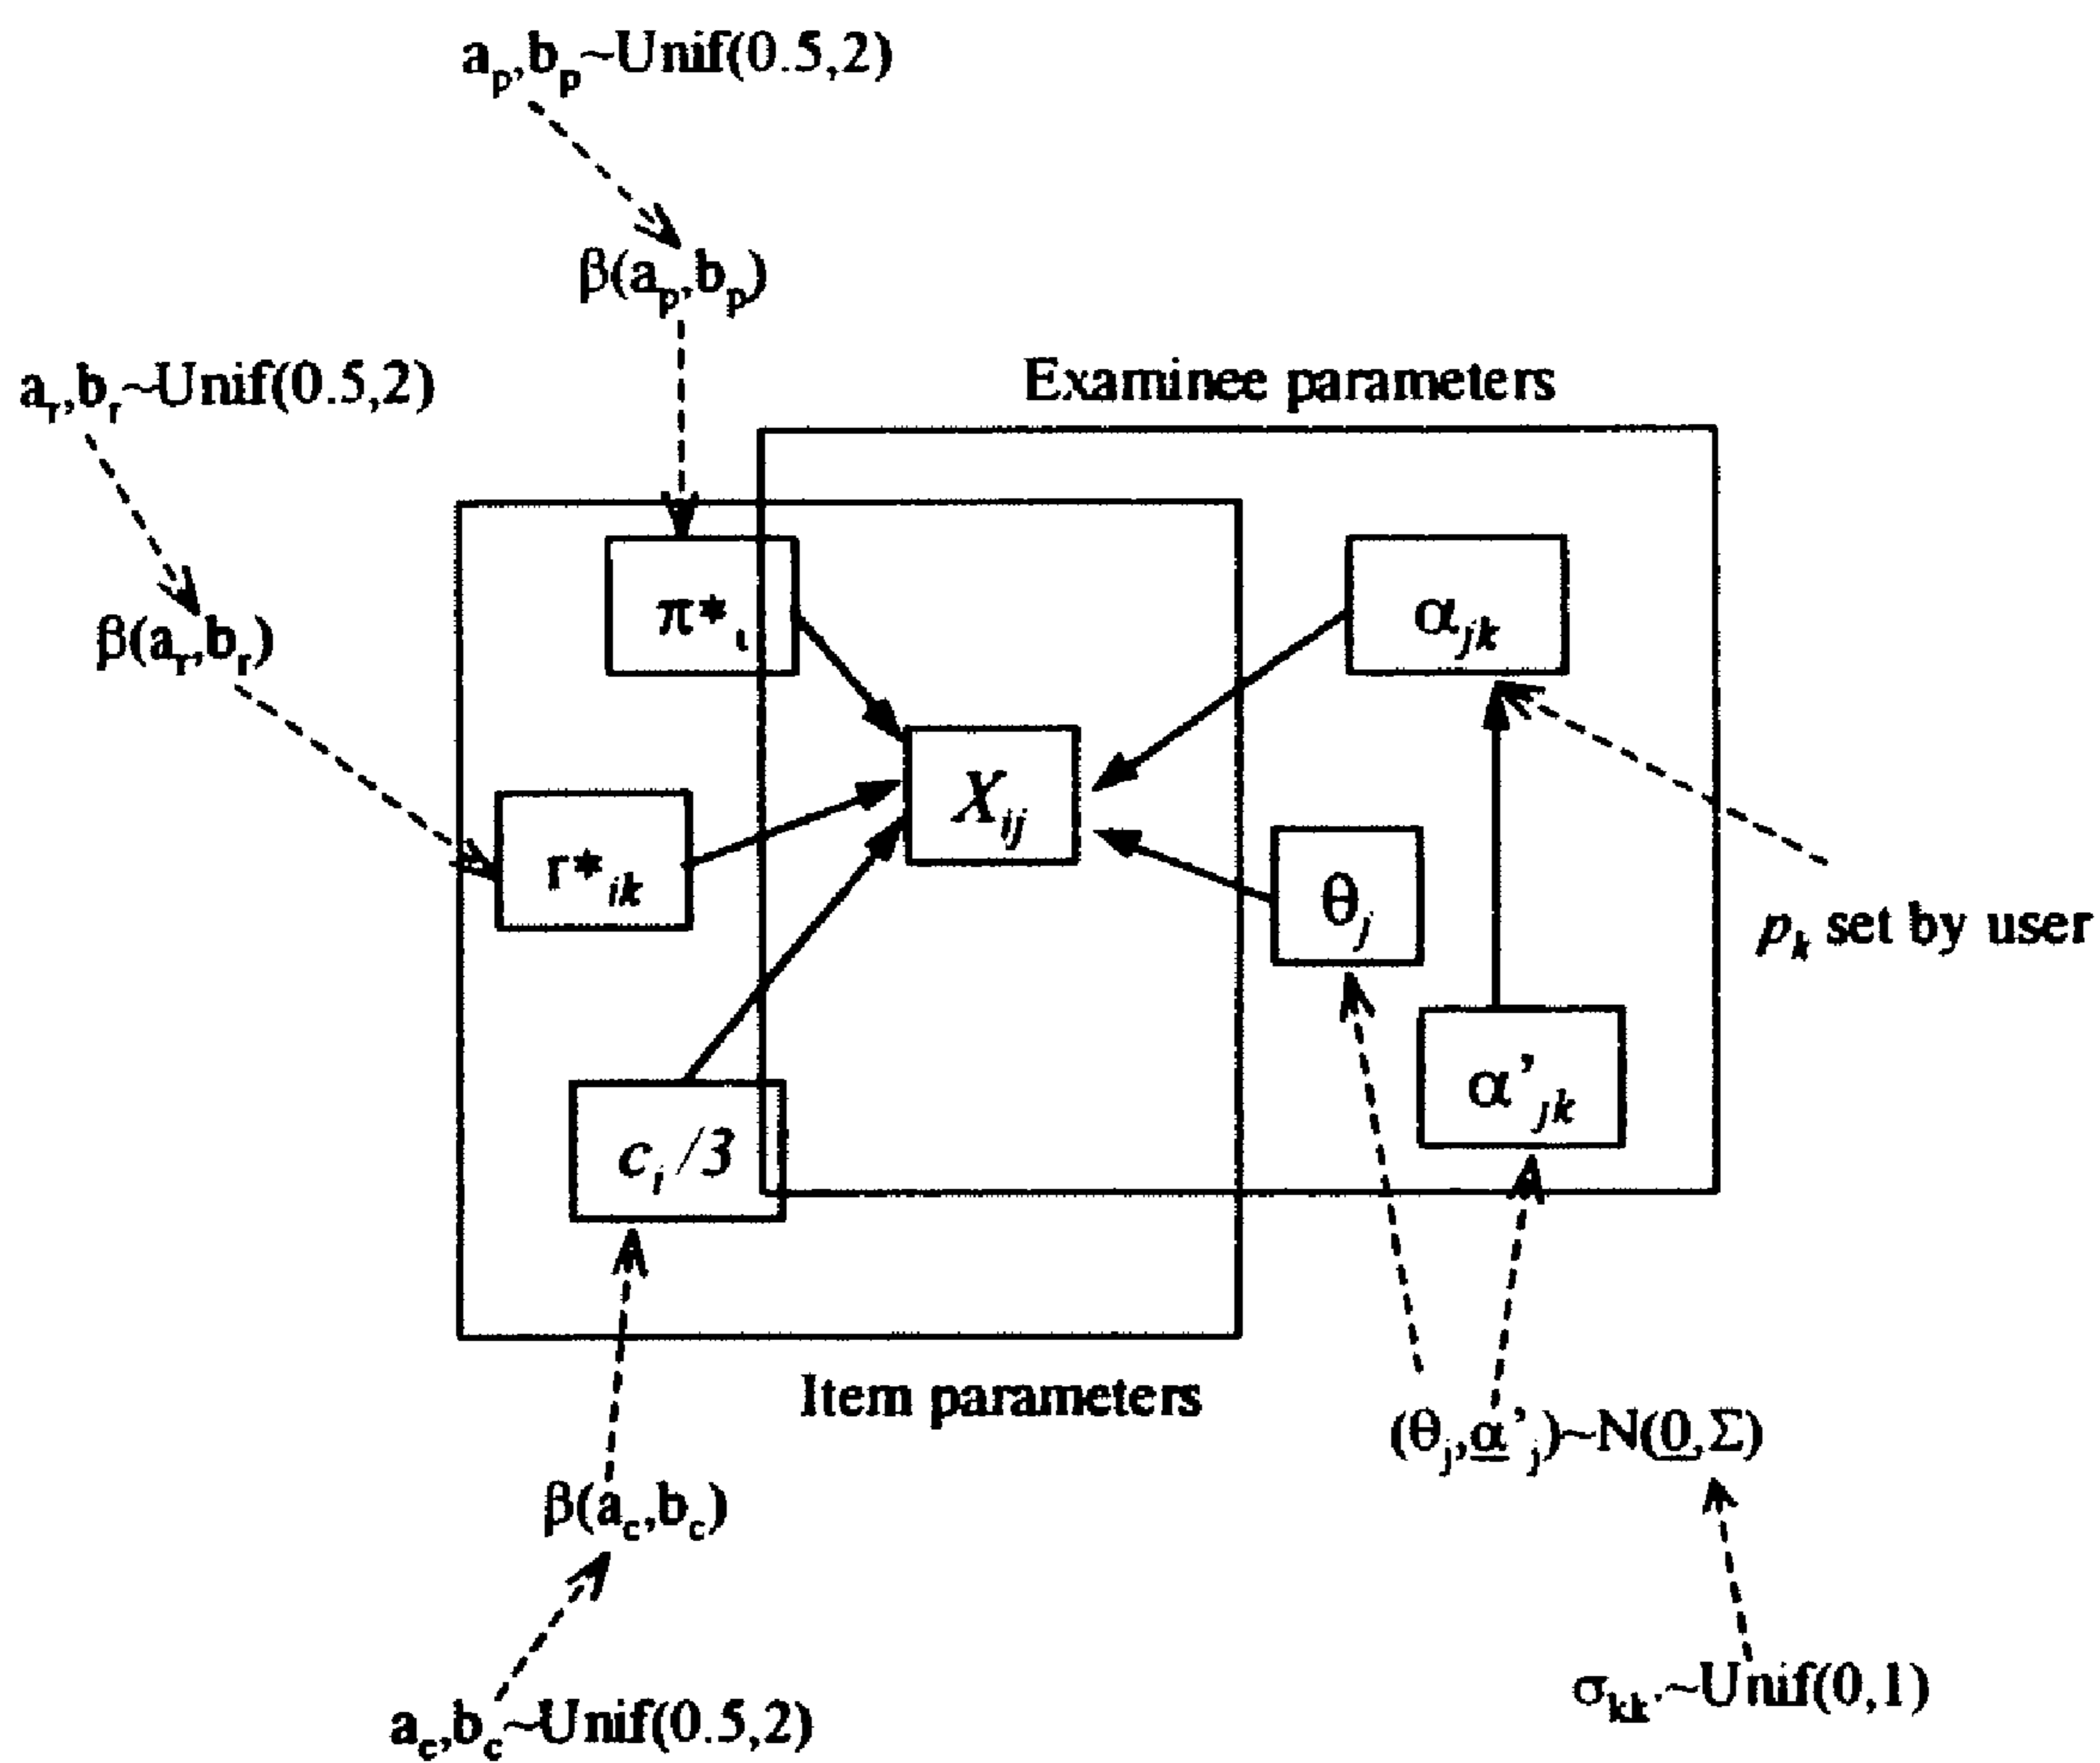 a_p,b_p~Unif(0.5,2)
β(a_p,b_p)
a_r,b_r~Unif(0.5,2)
Examinee parameters
β(a_r,b_r)
π*_ι
α_jk
X_ij
r*_ik
θ_j
p_k set by user
α’_jk
c_i /3
Item parameters
(θ_j,α’_j)~N(0,Σ)
β(a_c,b_c)
σ_kk'~Unif(0,1)
a_c,b_c~Unif(0.5,2)